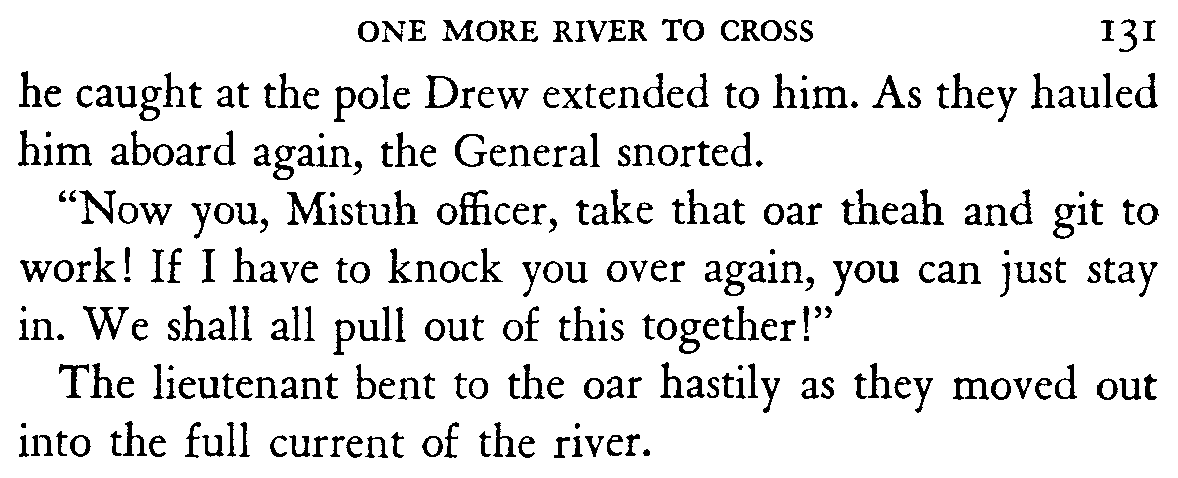 ONE MORE RIVER TO CROSS 131
he caught at the pole Drew extended to him. As they hauled
him aboard again, the General snorted.
“Now you, Mistuh officer, take that oar theah and git to
work! If I have to knock you over again, you can just stay
in. We shall all pull out of this together!”
The lieutenant bent to the oar hastily as they moved out
into the full current of the river.